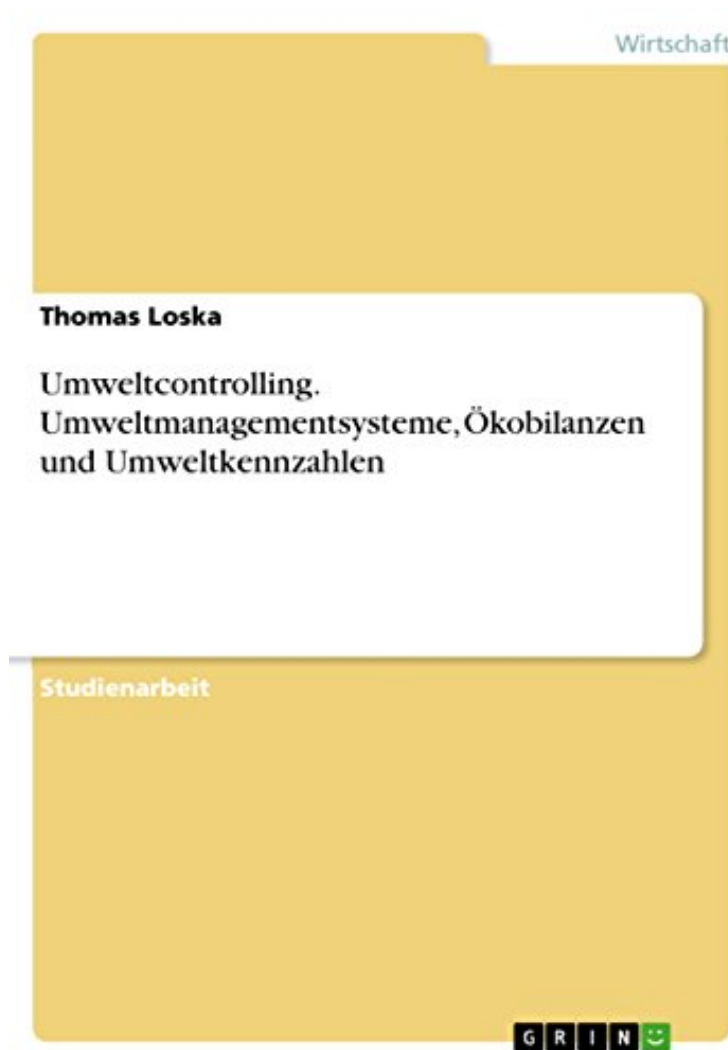 Wirtschaft
Thomas Loska
Umweltcontrolling.
Umweltmanagementsysteme, Ökobilanzen
und Umweltkennzahlen
Studienarbeit
GRIN